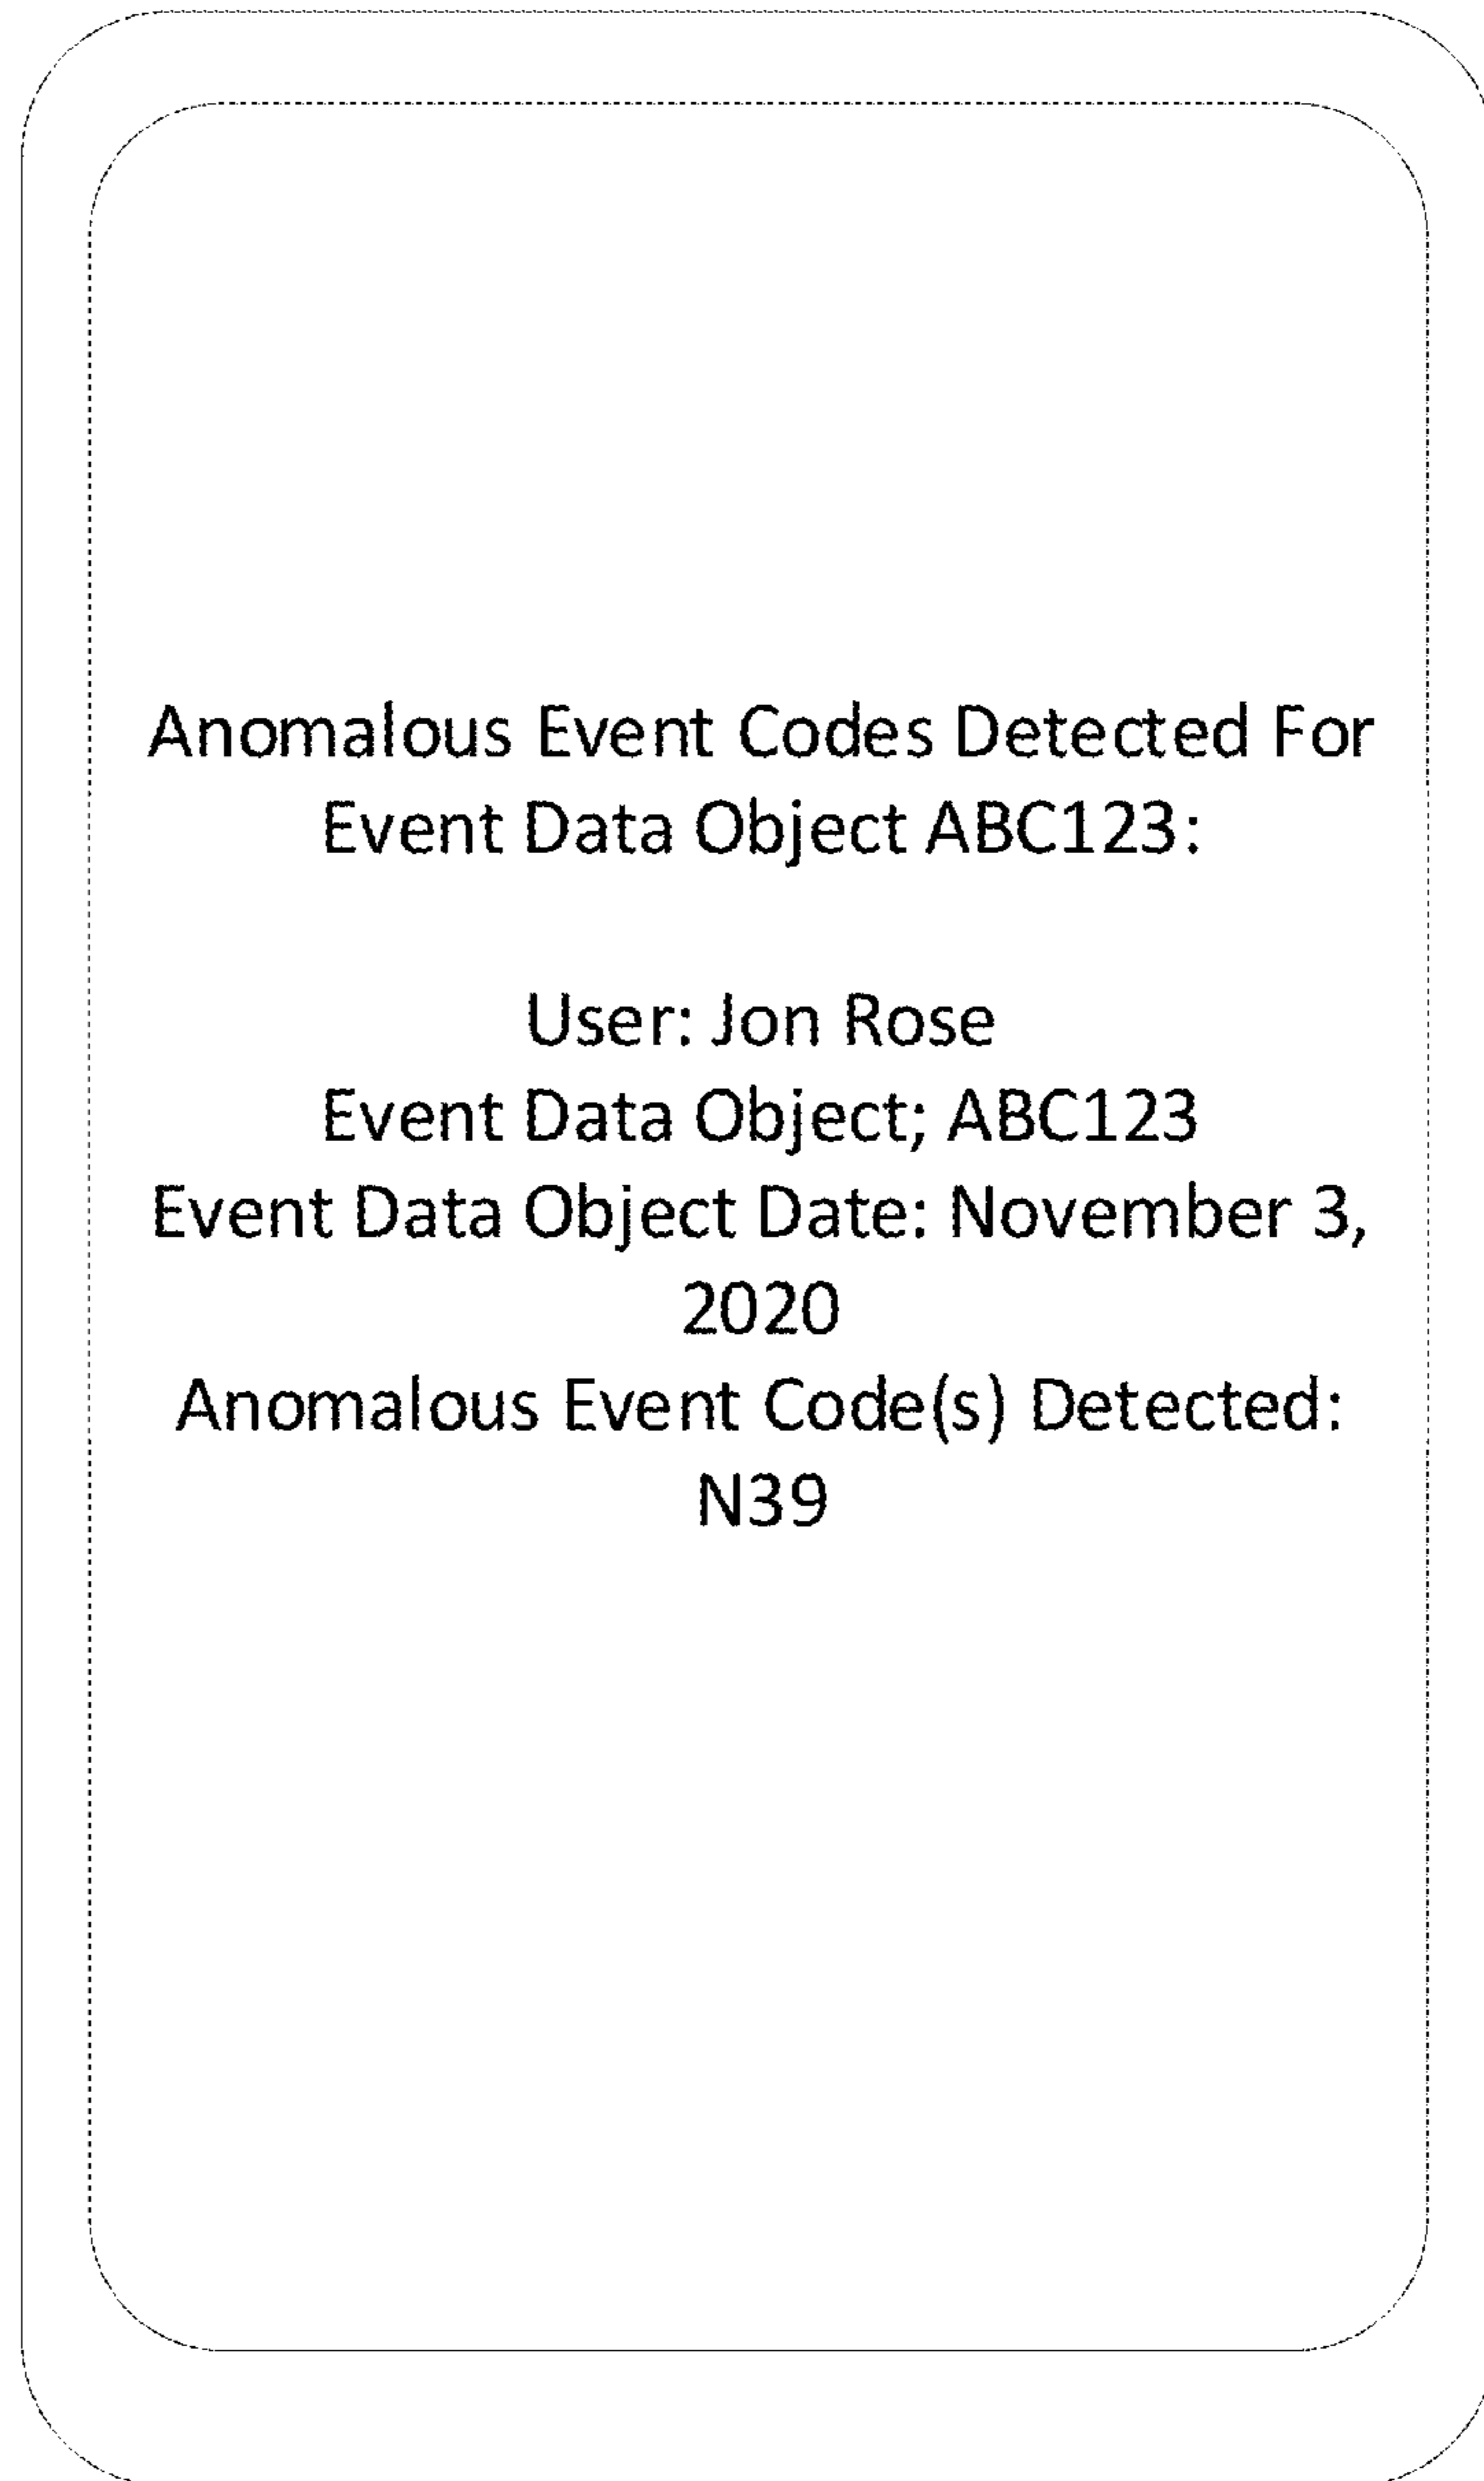 Anomalous Event Codes Detected For
Event Data Object ABC123:
User: Jon Rose
Event Data Object; ABC123
Event Data Object Date: November 3,
2020
Anomalous Event Code(s) Detected:
N39